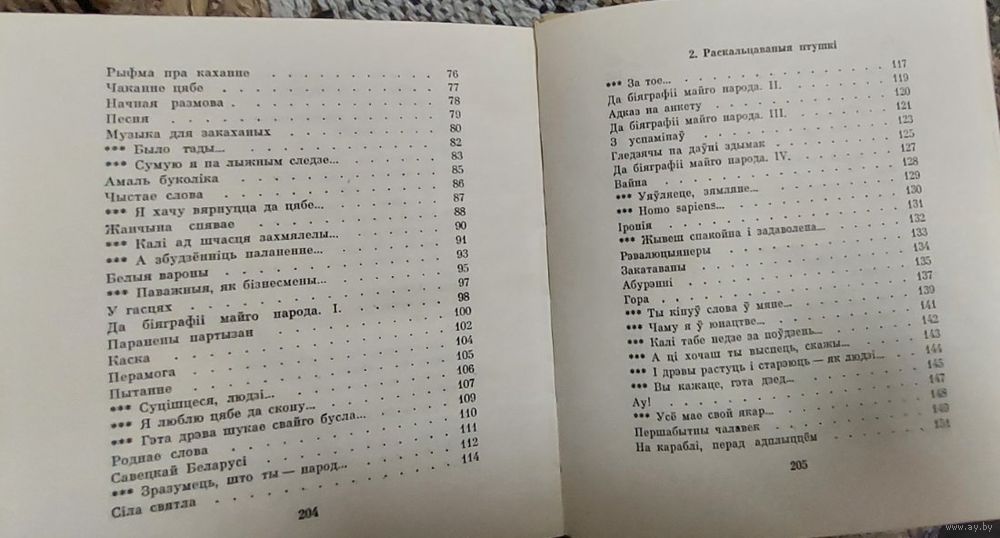 Рыфма пра каханне . . . . . . . . . . 76
Чаканне цябе . . . . . . . . . . 77
Начная размова . . . . . . . . . . 78
Песня . . . . . . . . . . 79
Музыка для закаханых . . . . . . . . . . 80
*** Было тады... . . . . . . . . . . 82
*** Сумую я па лыжным следзе... . . . . . . 83
Амаль буколіка . . . . . . . . . . 85
Чыстае слова . . . . . . . . . . 86
*** Я хачу вярнуцца да цябе... . . . . . . 87
Жанчына спявае . . . . . . . . . . 88
*** Калі ад шчасця захмялелы... . . . . . . 90
*** А збудзённіць паланенне... . . . . . . 91
Белыя вароны . . . . . . . . . . 93
*** Паважныя, як бізнесмены... . . . . . . 95
У гасцях . . . . . . . . . . 97
Да біяграфіі майго народа. I. . . . . . . 98
Паранены партызан . . . . . . . . . . 100
Каска . . . . . . . . . . 102
Перамога . . . . . . . . . . 104
Пытанне . . . . . . . . . . 105
*** Суцішцеся, людзі... . . . . . . . 106
*** Я люблю цябе да скону... . . . . . . 107
*** Гэта дрэва шукае свайго бусла... . . . . . 109
Роднае слова . . . . . . . . . . 110
Савецкай Беларусі . . . . . . . . . . 111
*** Зразумець, што ты — народ... . . . . . . 112
Сіла святла . . . . . . . . . . 114
204
2. Раскальцаваныя птушкі
*** За тое... . . . . . . . . . . 117
Да біяграфіі майго народа. II. . . . . . . 119
Адказ на анкету . . . . . . . . . . 120
Да біяграфіі майго народа. III. . . . . . . 121
З успамінаў . . . . . . . . . . 123
Гледзячы на даўні здымак . . . . . . . 125
Да біяграфіі майго народа. IV. . . . . . . 127
Вайна . . . . . . . . . . 128
*** Уяўляеце, зямляне... . . . . . . . 129
*** Homo sapiens... . . . . . . . 130
Іронія . . . . . . . . . . 131
*** Жывеш спакойна і задаволена... . . . . . 132
Рэвалюцыянеры . . . . . . . . . . 133
Закатаваны . . . . . . . . . . 134
Абурэнні . . . . . . . . . . 135
Гора . . . . . . . . . . 137
*** Ты кінуў слова ў мяне... . . . . . . 139
*** Чаму я ў юнацтве... . . . . . . . 141
*** Калі табе недзе за поўдзень... . . . . . 142
*** А ці хочаш ты выспець, скажы... . . . . . 143
*** І дрэвы растуць і старэюць — як людзі... . . . 144
*** Вы кажаце, гэта дзед... . . . . . . 145
Ау! . . . . . . . . . . 147
*** Усё мае свой якар... . . . . . . 148
Першабытны чалавек . . . . . . . . . . 149
На караблі, перад адплыццём . . . . . . . 151
205
www.ay.by